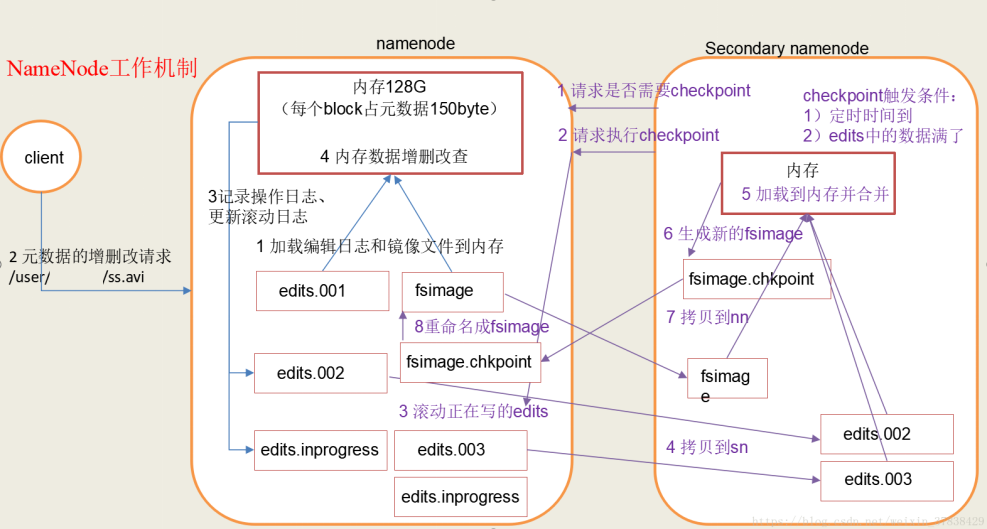 NameNode工作机制
namenode
Secondary namenode
client
2 元数据的增删改请求
/user/ /ss.avi
内存128G
（每个block占元数据150byte）
4 内存数据增删改查
3记录操作日志、
更新滚动日志
1 加载编辑日志和镜像文件到内存
edits.001
fsimage
8重命名成fsimage
fsimage.chkpoint
edits.002
3 滚动正在写的edits
edits.inprogress
edits.003
edits.inprogress
1 请求是否需要checkpoint
2 请求执行checkpoint
checkpoint触发条件：
1）定时时间到
2）edits中的数据满了
内存
5 加载到内存并合并
6 生成新的fsimage
fsimage.chkpoint
7 拷贝到nn
fsimag
e
4 拷贝到sn
edits.002
edits.003